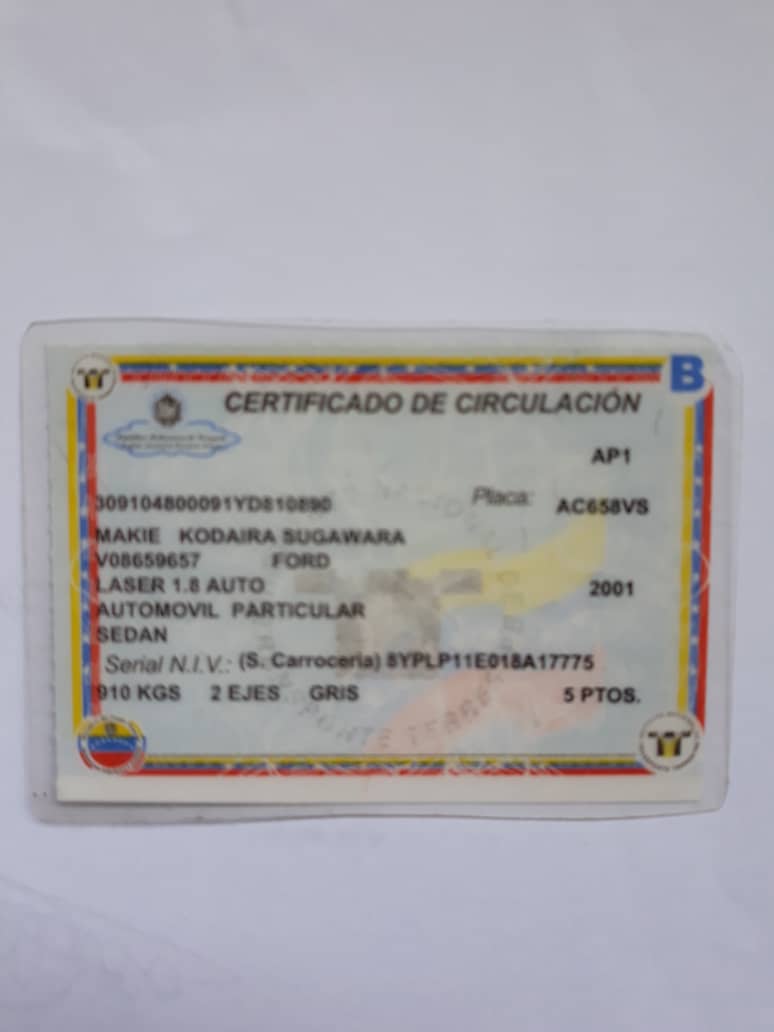 B
CERTIFICADO DE CIRCULACIÓN
AP1
309104800091YD810890 Placa: AC658VS
MAKIE KODAIRA SUGAWARA
V08659657 FORD
LASER 1.8 AUTO 2001
AUTOMOVIL PARTICULAR
SEDAN
Serial N.I.V.: (S. Carroceria) 8YPLP11E018A17775
910 KGS 2 EJES GRIS 5 PTOS.